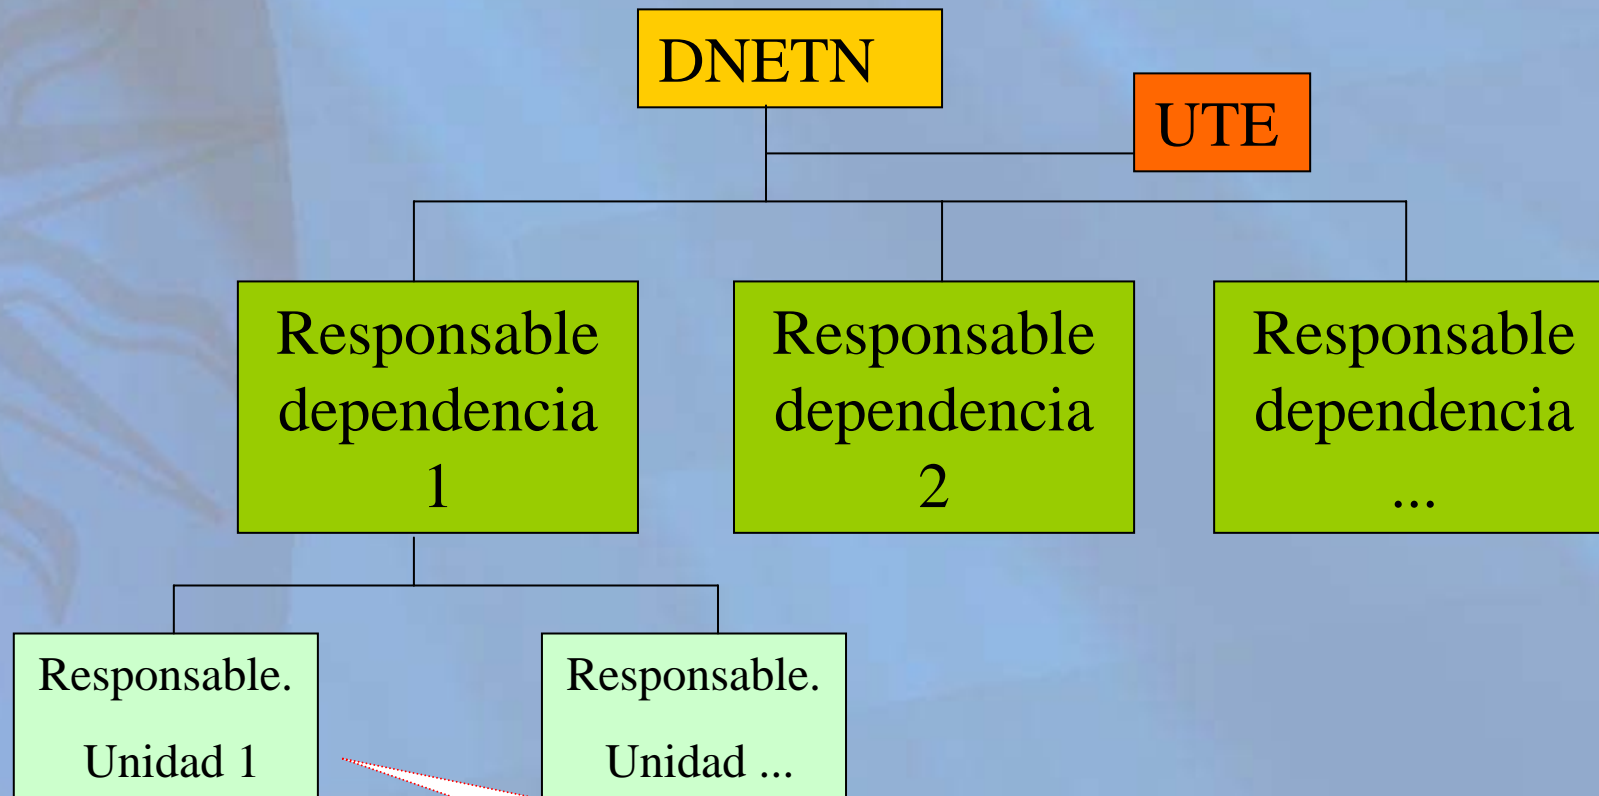 DNETN
UTE
Responsable
dependencia
1
Responsable
dependencia
2
Responsable
dependencia
...
Responsable.
Unidad 1
Responsable.
Unidad ...